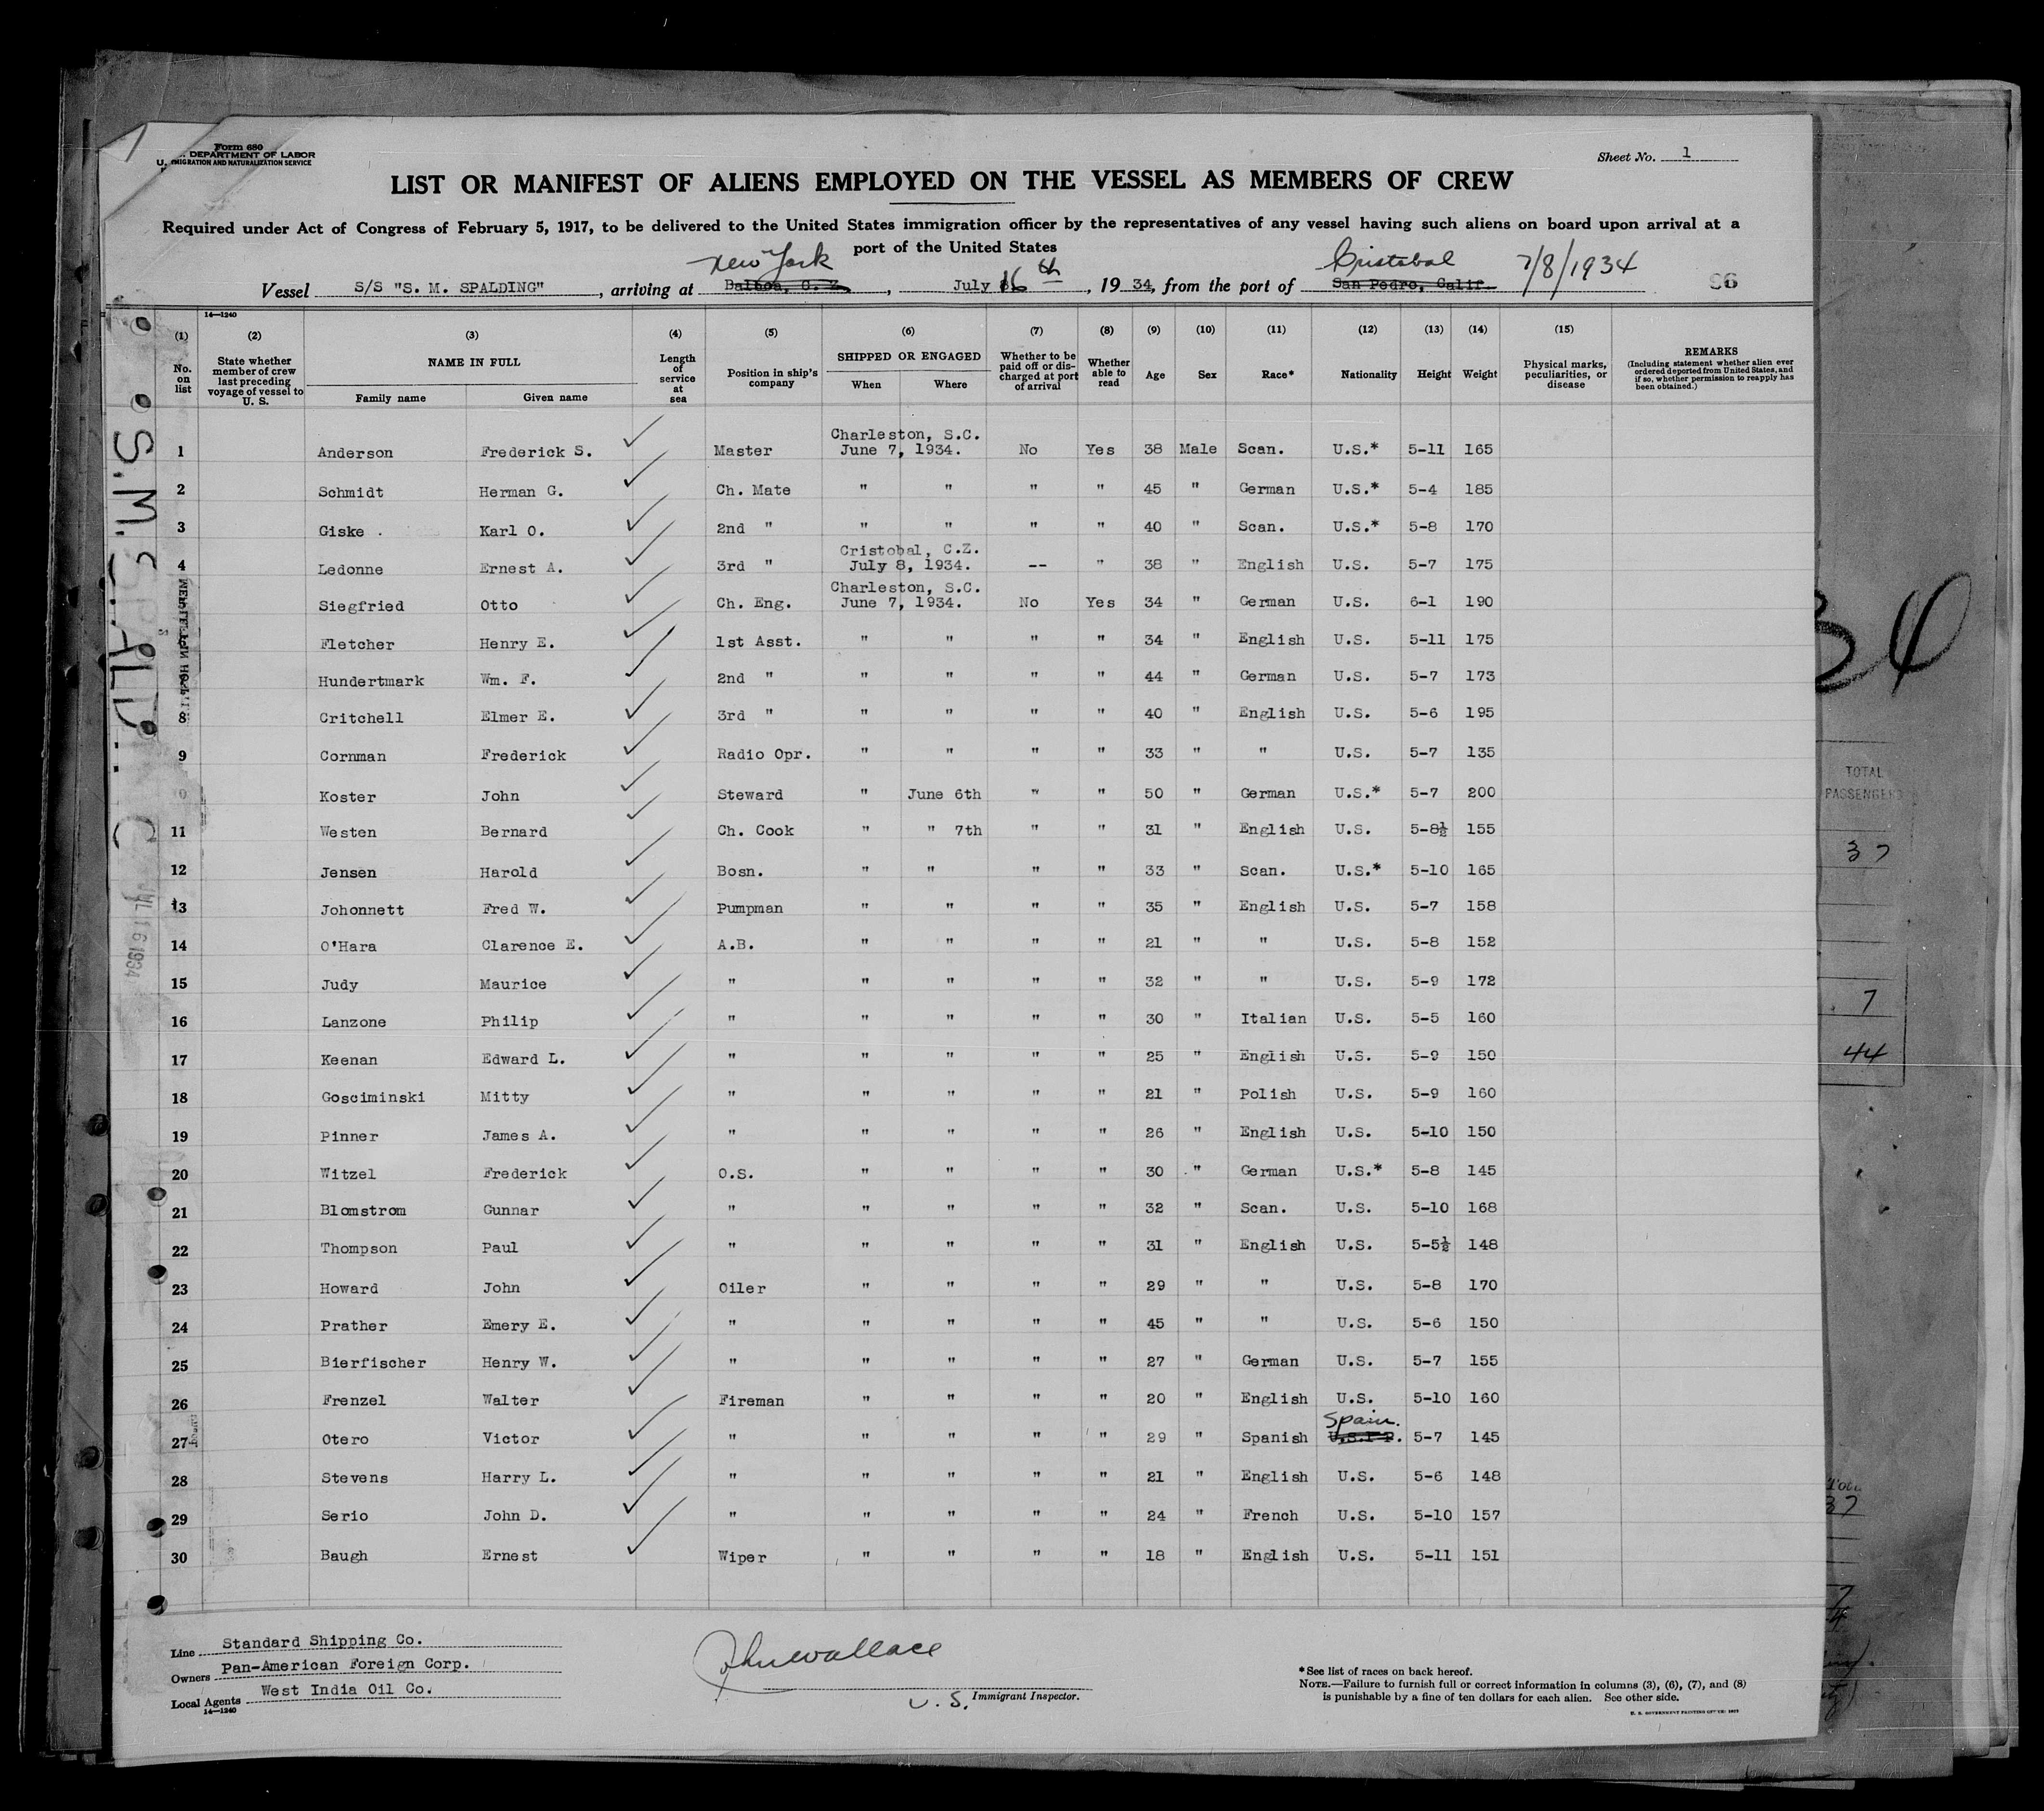 Form 680
DEPARTMENT OF LABOR
IMMIGRATION AND NATURALIZATION SERVICE
Sheet No. 1
LIST OR MANIFEST OF ALIENS EMPLOYED ON THE VESSEL AS MEMBERS OF CREW
Required under Act of Congress of February 5, 1917, to be delivered to the United States immigration officer by the representatives of any vessel having such aliens on board upon arrival at a
port of the United States
New York Cristobal 7/8/1934
Vessel S/S "S. M. SPALDING", arriving at Balboa, C. Z., July 16th, 1934, from the port of San Pedro, Calif. 96
14—1240
(1) (2) (3) (4) (5) (6) (7) (8) (9) (10) (11) (12) (13) (14) (15)
No. on list State whether member of crew last preceding voyage of vessel to U. S. NAME IN FULL Family name Given name Length of service at sea Position in ship's company SHIPPED OR ENGAGED When Where Whether to be paid off or discharged at port of arrival Whether able to read Age Sex Race* Nationality Height Weight Physical marks, peculiarities, or disease REMARKS (Including statement whether alien ever ordered deported from United States, and if so, whether permission to reapply has been obtained.)
Charleston, S.C.
1 Anderson Frederick S. Master June 7, 1934. No Yes 38 Male Scan. U.S.* 5-11 165
2 Schmidt Herman G. Ch. Mate " " " " 45 " German U.S.* 5-4 185
3 Giske Karl O. 2nd " " " " " 40 " Scan. U.S.* 5-8 170
Cristobal, C.Z.
4 Ledonne Ernest A. 3rd " July 8, 1934. -- " 38 " English U.S. 5-7 175
Charleston, S.C.
Siegfried Otto Ch. Eng. June 7, 1934. No Yes 34 " German U.S. 6-1 190
Fletcher Henry E. 1st Asst. " " " " 34 " English U.S. 5-11 175
Hundertmark Wm. F. 2nd " " " " " 44 " German U.S. 5-7 173
8 Critchell Elmer E. 3rd " " " " " 40 " English U.S. 5-6 195
9 Cornman Frederick Radio Opr. " " " " 33 " " U.S. 5-7 135
0 Koster John Steward " June 6th " " 50 " German U.S.* 5-7 200
11 Westen Bernard Ch. Cook " " 7th " " 31 " English U.S. 5-8½ 155
12 Jensen Harold Bosn. " " " " 33 " Scan. U.S.* 5-10 165
13 Johonnett Fred W. Pumpman " " " " 35 " English U.S. 5-7 158
14 O'Hara Clarence E. A.B. " " " " 21 " " U.S. 5-8 152
15 Judy Maurice " " " " " 32 " " U.S. 5-9 172
16 Lanzone Philip " " " " " 30 " Italian U.S. 5-5 160
17 Keenan Edward L. " " " " " 25 " English U.S. 5-9 150
18 Gosciminski Mitty " " " " " 21 " Polish U.S. 5-9 160
19 Pinner James A. " " " " " 26 " English U.S. 5-10 150
20 Witzel Frederick O.S. " " " " 30 " German U.S.* 5-8 145
21 Blomstrom Gunnar " " " " " 32 " Scan. U.S. 5-10 168
22 Thompson Paul " " " " " 31 " English U.S. 5-5½ 148
23 Howard John Oiler " " " " 29 " " U.S. 5-8 170
24 Prather Emery E. " " " " " 45 " " U.S. 5-6 150
25 Bierfischer Henry W. " " " " " 27 " German U.S. 5-7 155
26 Frenzel Walter Fireman " " " " 20 " English U.S. 5-10 160
Spain.
27 Otero Victor " " " " " 29 " Spanish 5-7 145
28 Stevens Harry L. " " " " " 21 " English U.S. 5-6 148
29 Serio John D. " " " " " 24 " French U.S. 5-10 157
30 Baugh Ernest Wiper " " " " 18 " English U.S. 5-11 151
Line Standard Shipping Co.
Owners Pan-American Foreign Corp.
Local Agents West India Oil Co.
14—1240
John Wallace
U. S. Immigrant Inspector.
*See list of races on back hereof.
NOTE.—Failure to furnish full or correct information in columns (3), (6), (7), and (8)
is punishable by a fine of ten dollars for each alien. See other side.
S. M. SPALDING
JUL 16 1934
34
TOTAL
PASSENGERS
37
7
44
37